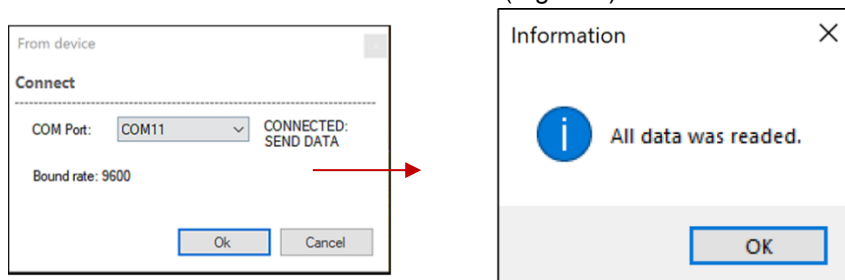 From device
Connect
COM Port: COM11 CONNECTED:
SEND DATA
Bound rate: 9600
Ok Cancel
Information
All data was readed.
OK